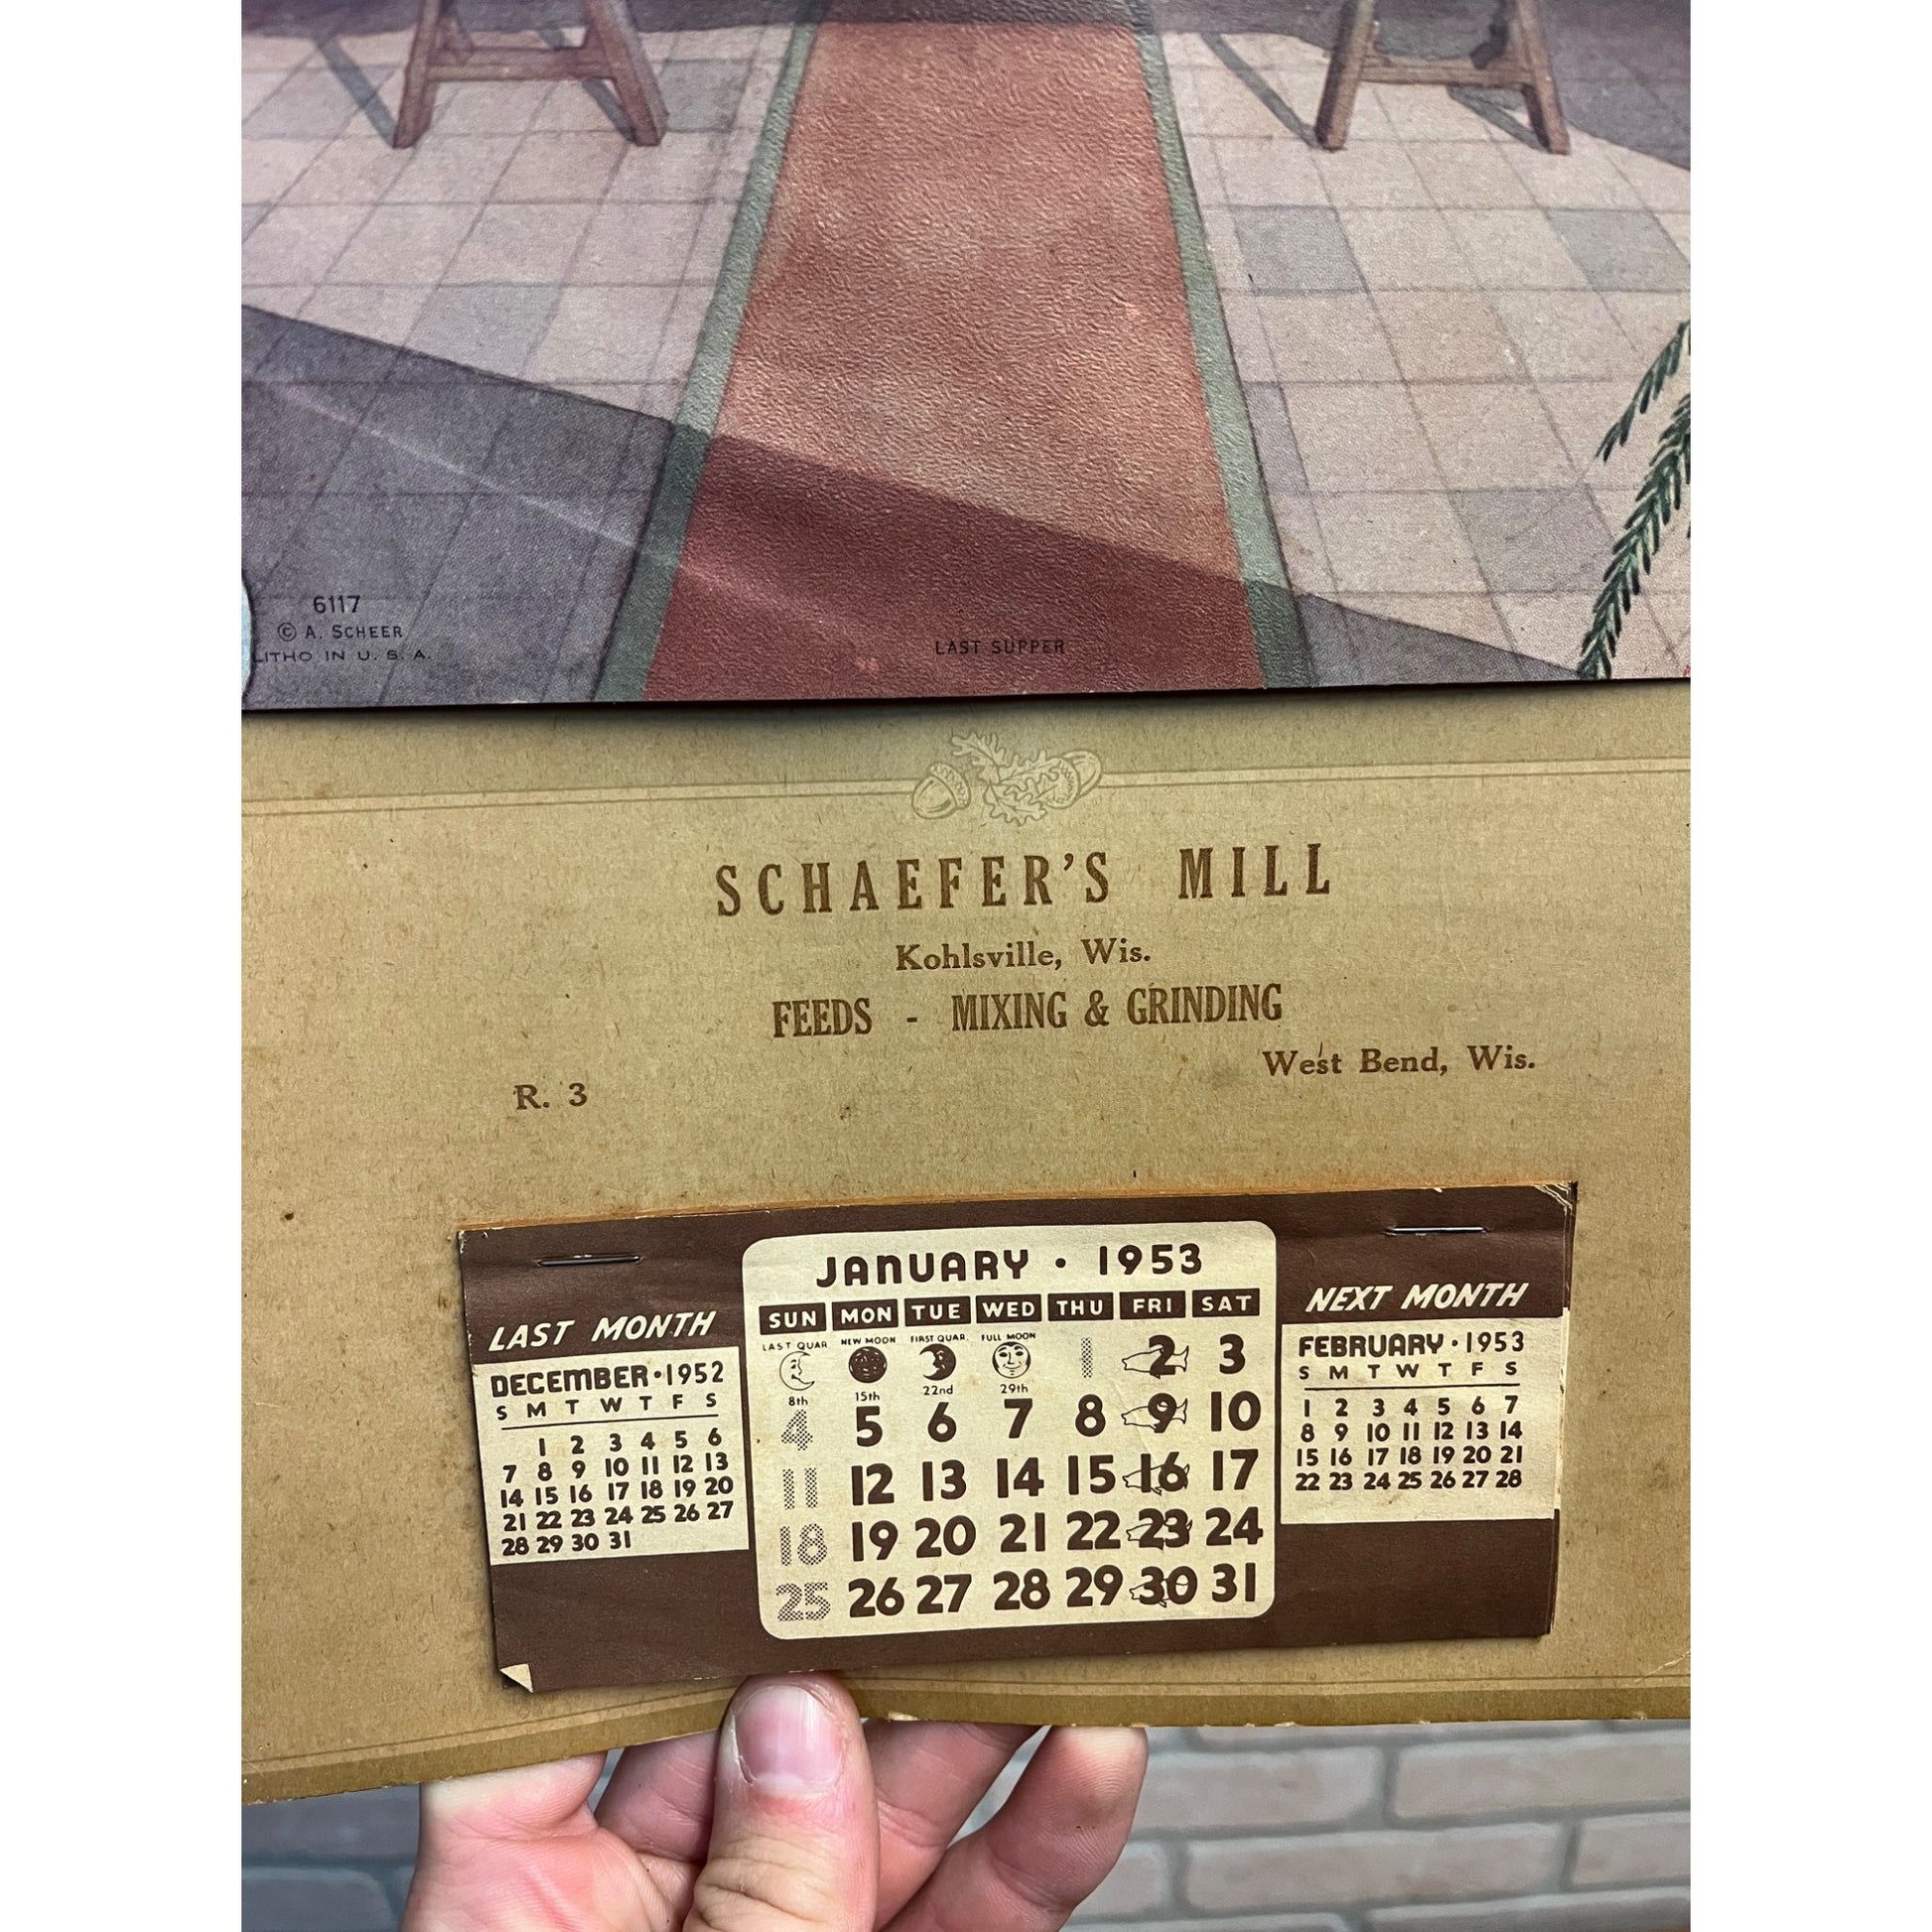 6117
© A. SCHEER
LITHO IN U. S. A.
LAST SUPPER
SCHAEFER'S MILL
Kohlsville, Wis.
FEEDS - MIXING & GRINDING
West Bend, Wis.
R. 3
LAST MONTH
DECEMBER • 1952
S M T W T F S
1 2 3 4 5 6
7 8 9 10 11 12 13
14 15 16 17 18 19 20
21 22 23 24 25 26 27
28 29 30 31
JANUARY • 1953
SUN MON TUE WED THU FRI SAT
LAST QUAR. NEW MOON FIRST QUAR. FULL MOON
1 2 3
8th 15th 22nd 29th
4 5 6 7 8 9 10
11 12 13 14 15 16 17
18 19 20 21 22 23 24
25 26 27 28 29 30 31
NEXT MONTH
FEBRUARY • 1953
S M T W T F S
1 2 3 4 5 6 7
8 9 10 11 12 13 14
15 16 17 18 19 20 21
22 23 24 25 26 27 28